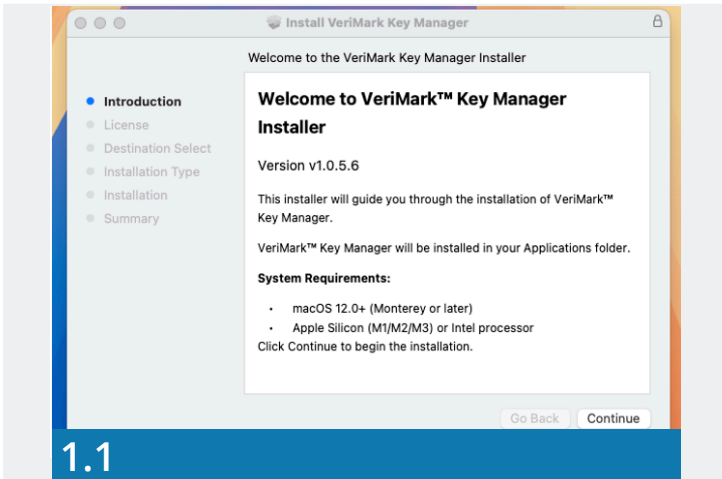 Install VeriMark Key Manager
Welcome to the VeriMark Key Manager Installer
Introduction
License
Destination Select
Installation Type
Installation
Summary
Welcome to VeriMark™ Key Manager
Installer
Version v1.0.5.6
This installer will guide you through the installation of VeriMark™
Key Manager.
VeriMark™ Key Manager will be installed in your Applications folder.
System Requirements:
· macOS 12.0+ (Monterey or later)
· Apple Silicon (M1/M2/M3) or Intel processor
Click Continue to begin the installation.
Go Back Continue
1.1